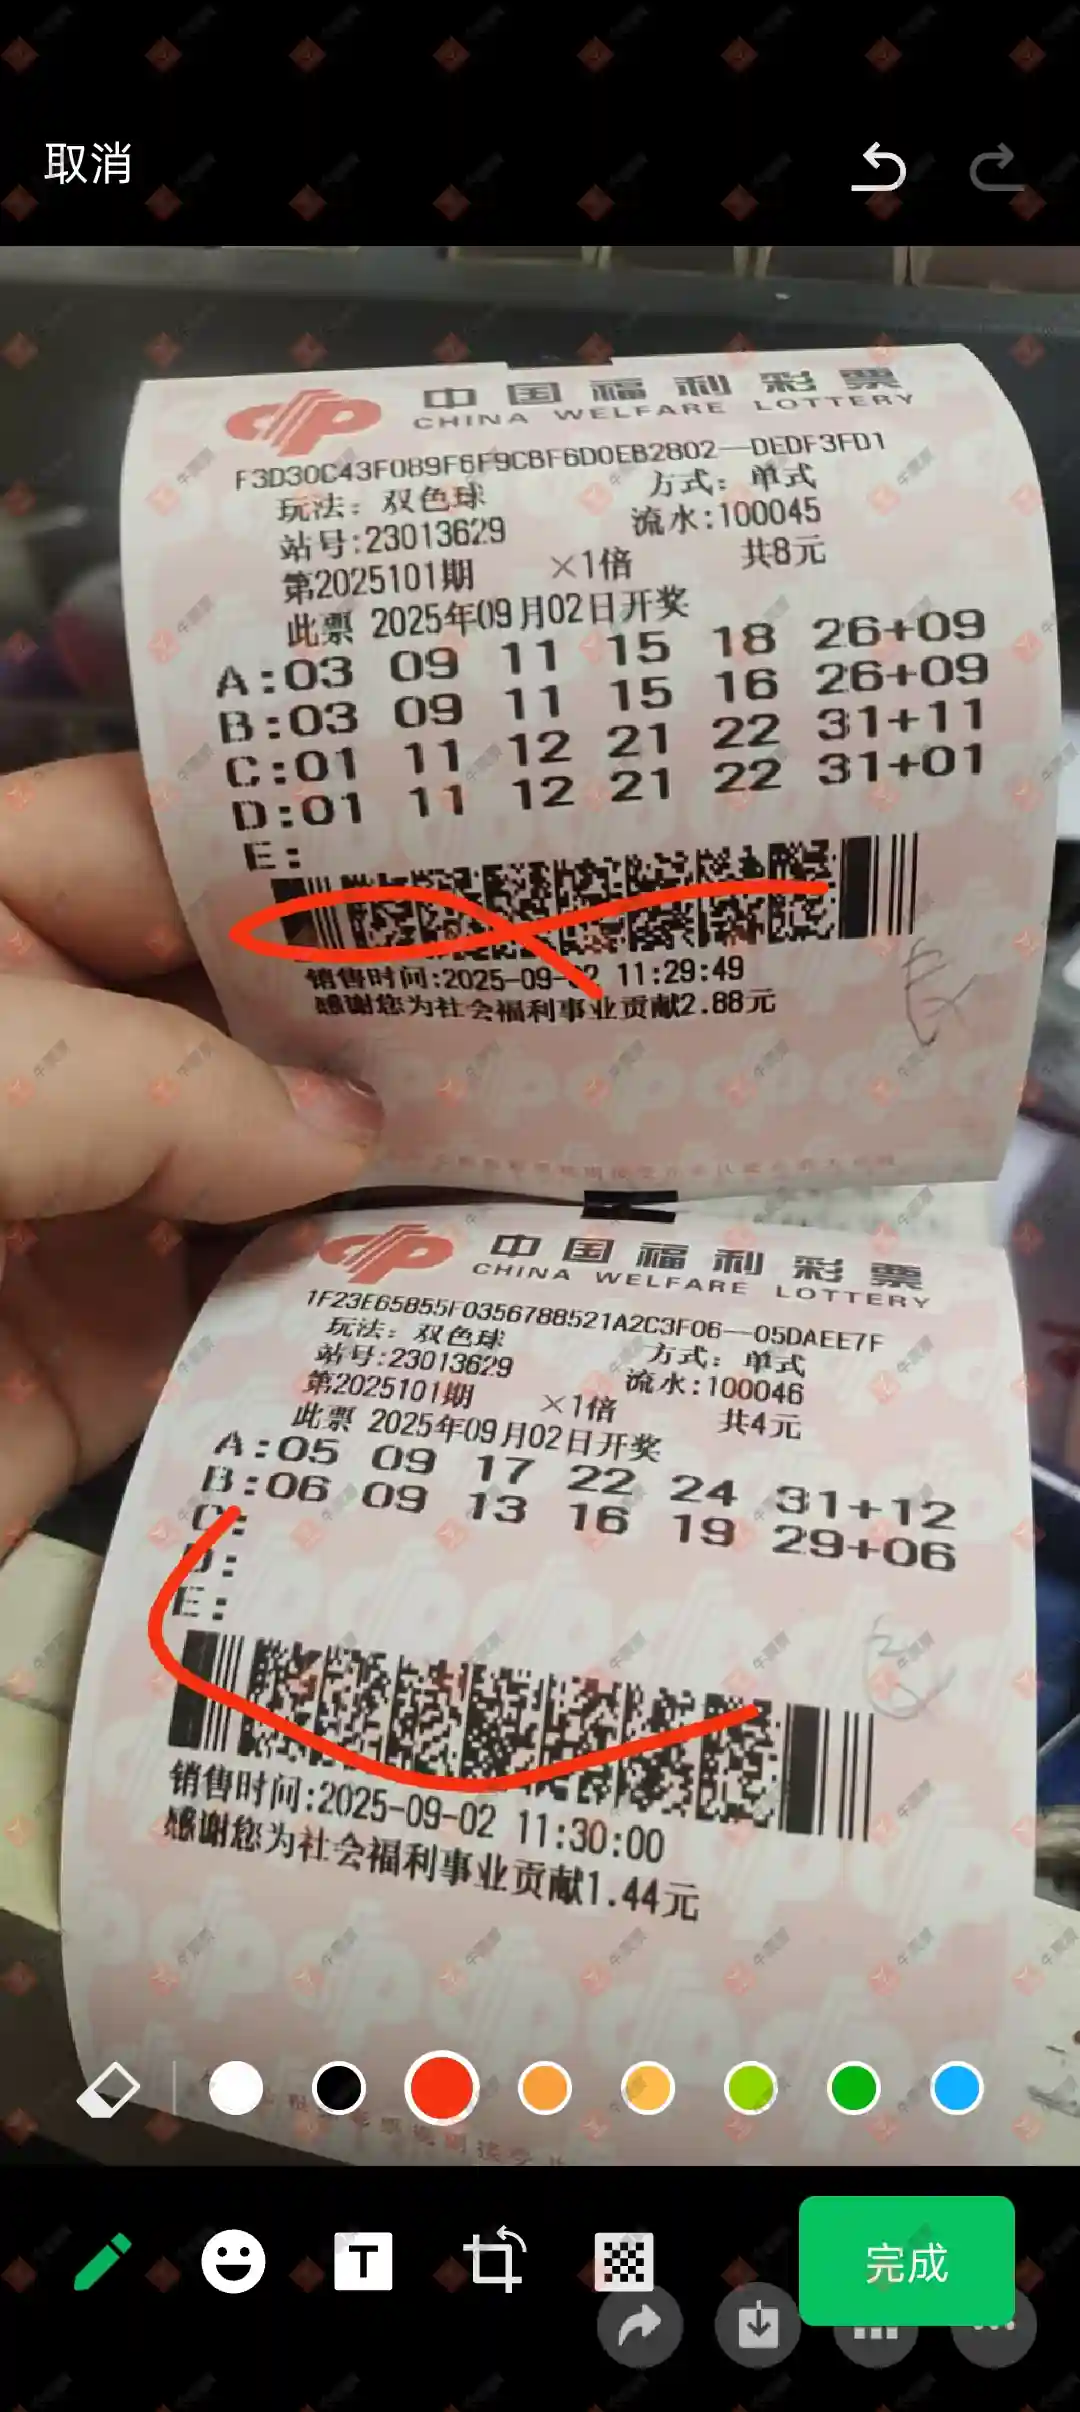 取消
中国福利彩票
CHINA WELFARE LOTTERY
F3D30C43F089F6F9CBF6D0EB2802—DEDF3FD1
玩法：双色球 方式：单式
站号:23013629 流水:100045
第2025101期 ×1倍 共8元
此票 2025年09月02日开奖
A:03 09 11 15 18 26+09
B:03 09 11 15 16 26+09
C:01 11 12 21 22 31+11
D:01 11 12 21 22 31+01
E:
销售时间:2025-09-02 11:29:49
感谢您为社会福利事业贡献2.88元
中国福利彩票
CHINA WELFARE LOTTERY
1F23E65855F0356788521A2C3F06—05DAEE7F
玩法：双色球 方式：单式
站号:23013629 流水:100046
第2025101期 ×1倍 共4元
此票 2025年09月02日开奖
A:05 09 17 22 24 31+12
B:06 09 13 16 19 29+06
C:
D:
E:
销售时间:2025-09-02 11:30:00
感谢您为社会福利事业贡献1.44元
T
完成